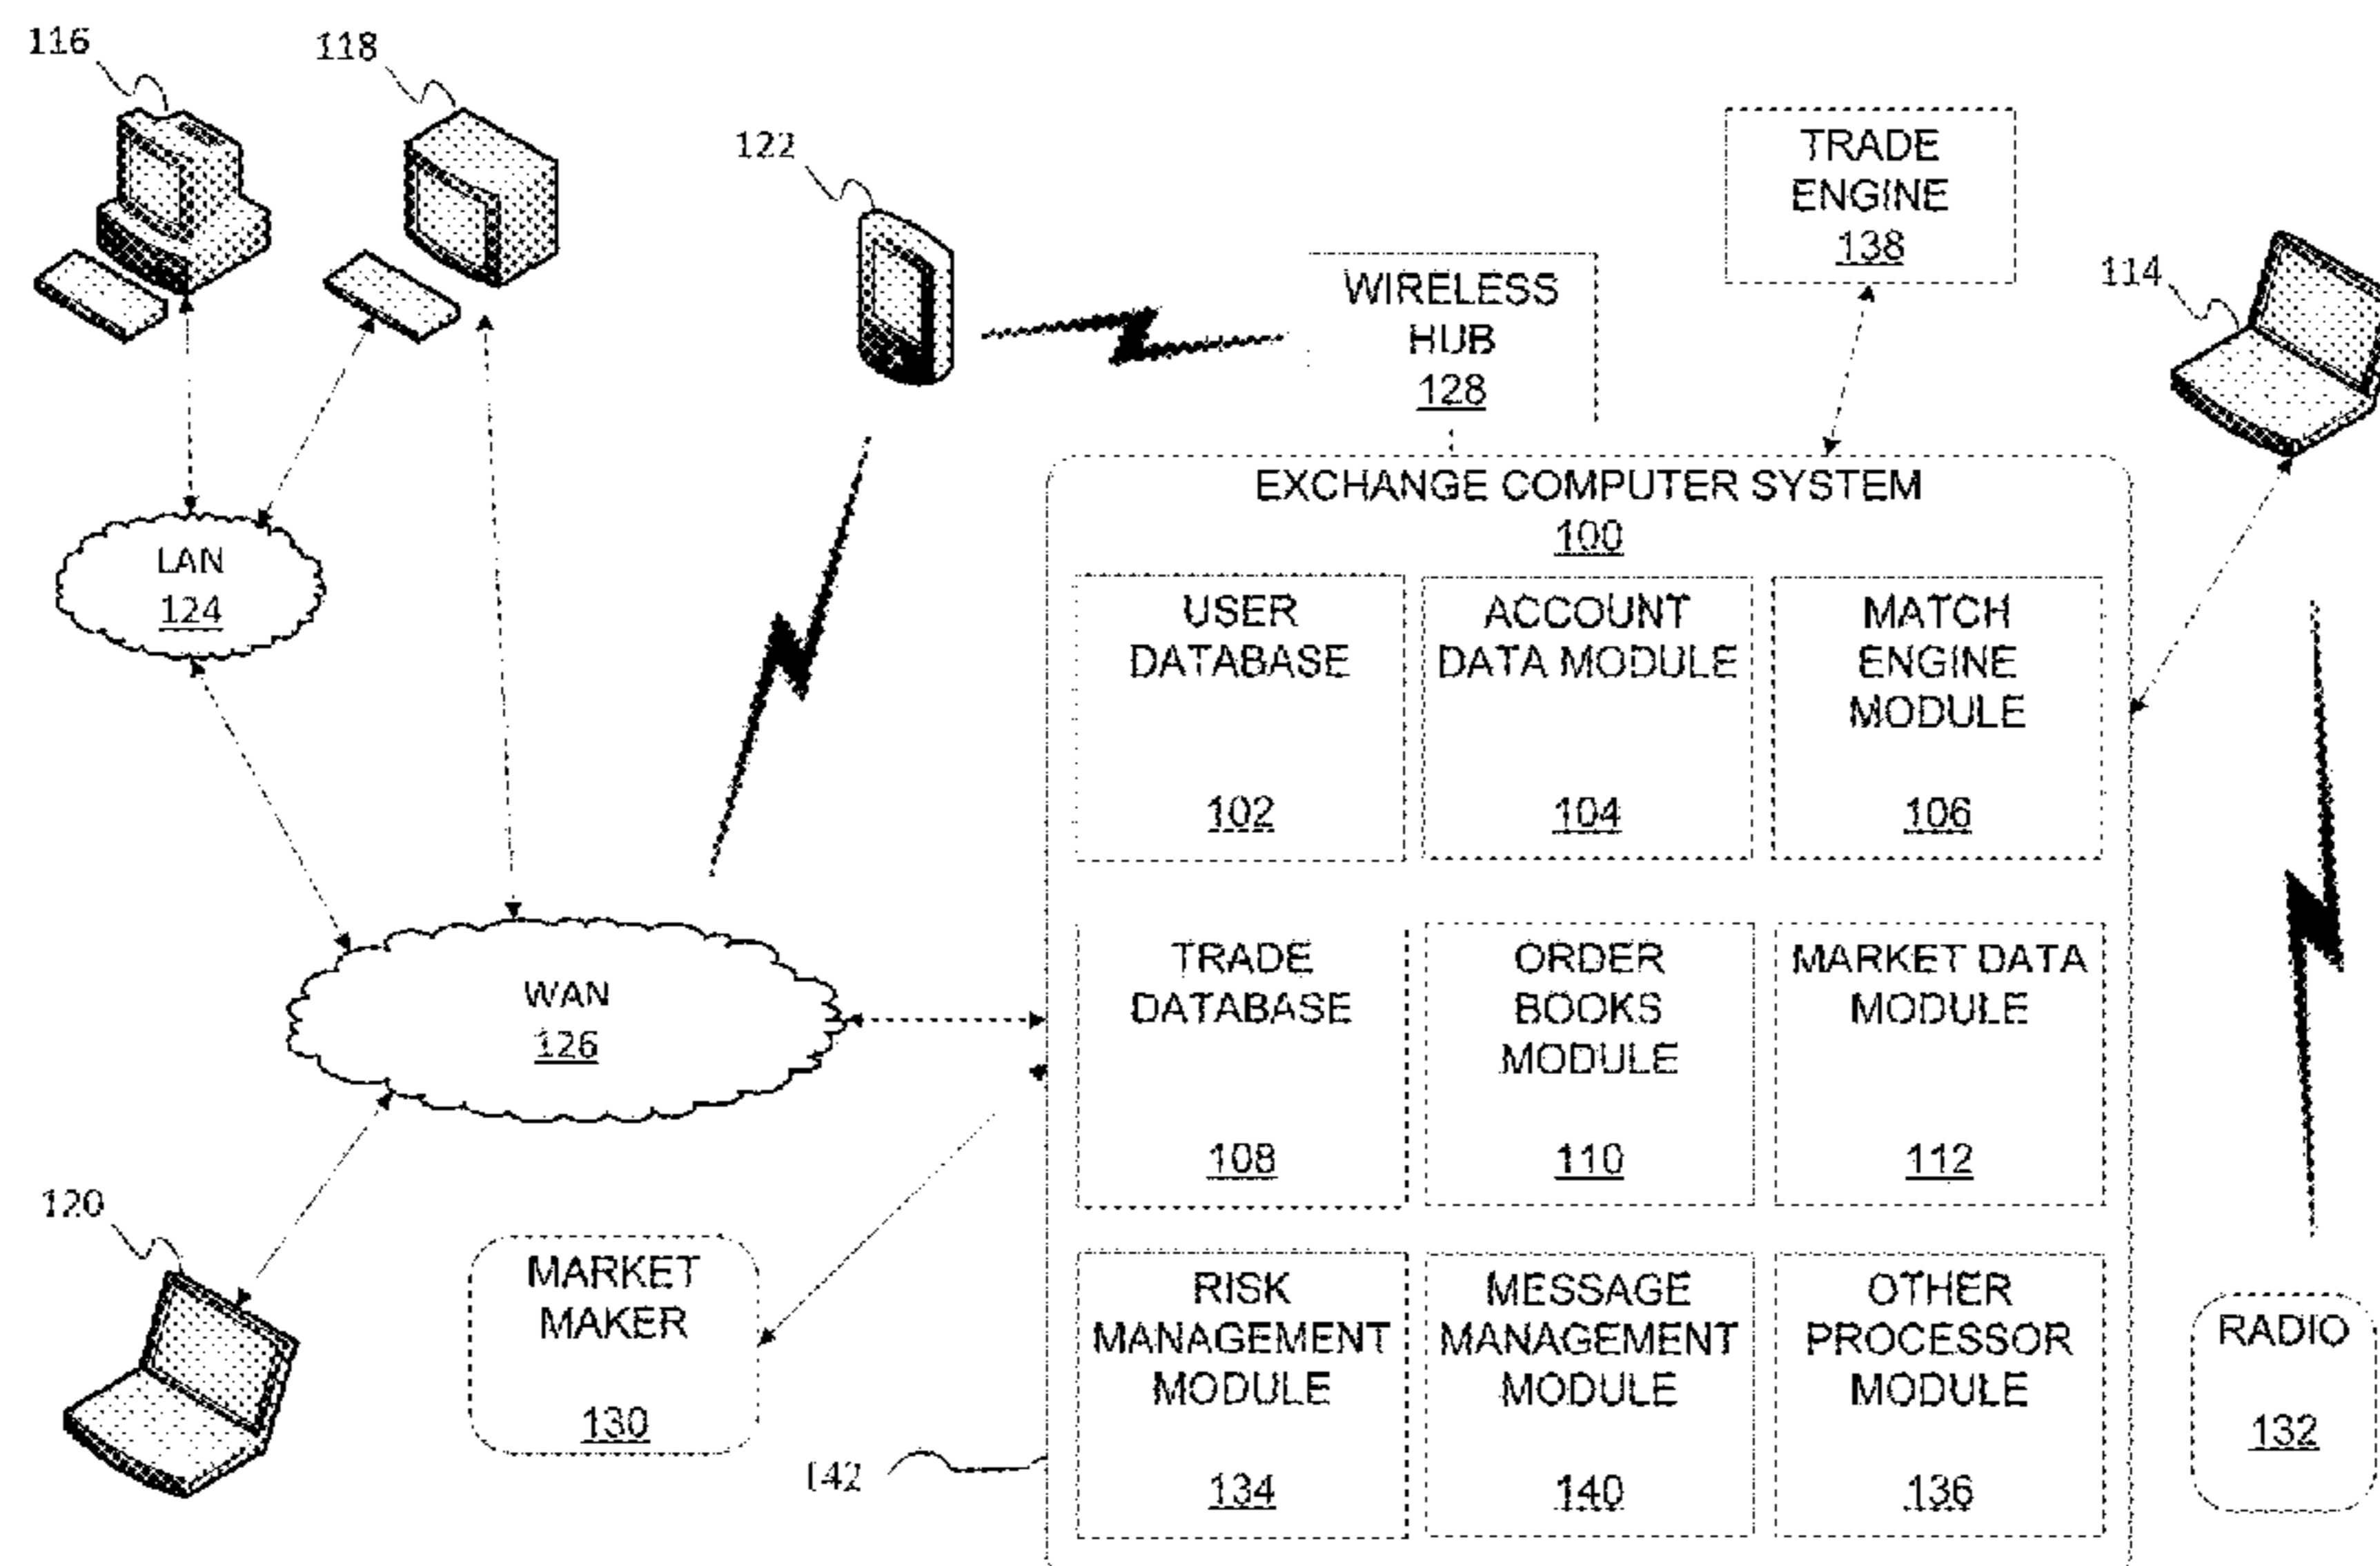 116
118
122
TRADE
ENGINE
138
WIRELESS
HUB
128
114
EXCHANGE COMPUTER SYSTEM
100
LAN
124
USER
DATABASE
102
ACCOUNT
DATA MODULE
104
MATCH
ENGINE
MODULE
106
WAN
126
TRADE
DATABASE
108
ORDER
BOOKS
MODULE
110
MARKET DATA
MODULE
112
120
MARKET
MAKER
130
142
RISK
MANAGEMENT
MODULE
134
MESSAGE
MANAGEMENT
MODULE
140
OTHER
PROCESSOR
MODULE
136
RADIO
132